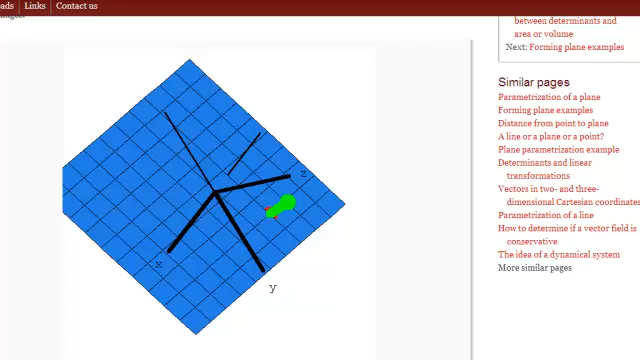 ads Links Contact us
between determinants and
area or volume
Next: Forming plane examples
Similar pages
Parametrization of a plane
Forming plane examples
Distance from point to plane
A line or a plane or a point?
Plane parametrization example
Determinants and linear
transformations
Vectors in two- and three-
dimensional Cartesian coordinates
Parametrization of a line
How to determine if a vector field is
conservative
The idea of a dynamical system
More similar pages
z
x
y